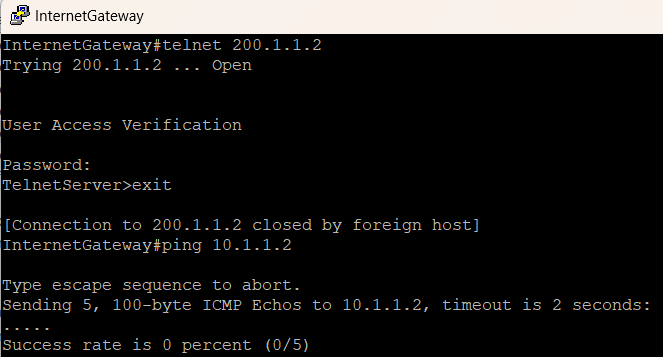 InternetGateway
InternetGateway#telnet 200.1.1.2
Trying 200.1.1.2 ... Open
User Access Verification
Password:
TelnetServer>exit
[Connection to 200.1.1.2 closed by foreign host]
InternetGateway#ping 10.1.1.2
Type escape sequence to abort.
Sending 5, 100-byte ICMP Echos to 10.1.1.2, timeout is 2 seconds:
.....
Success rate is 0 percent (0/5)